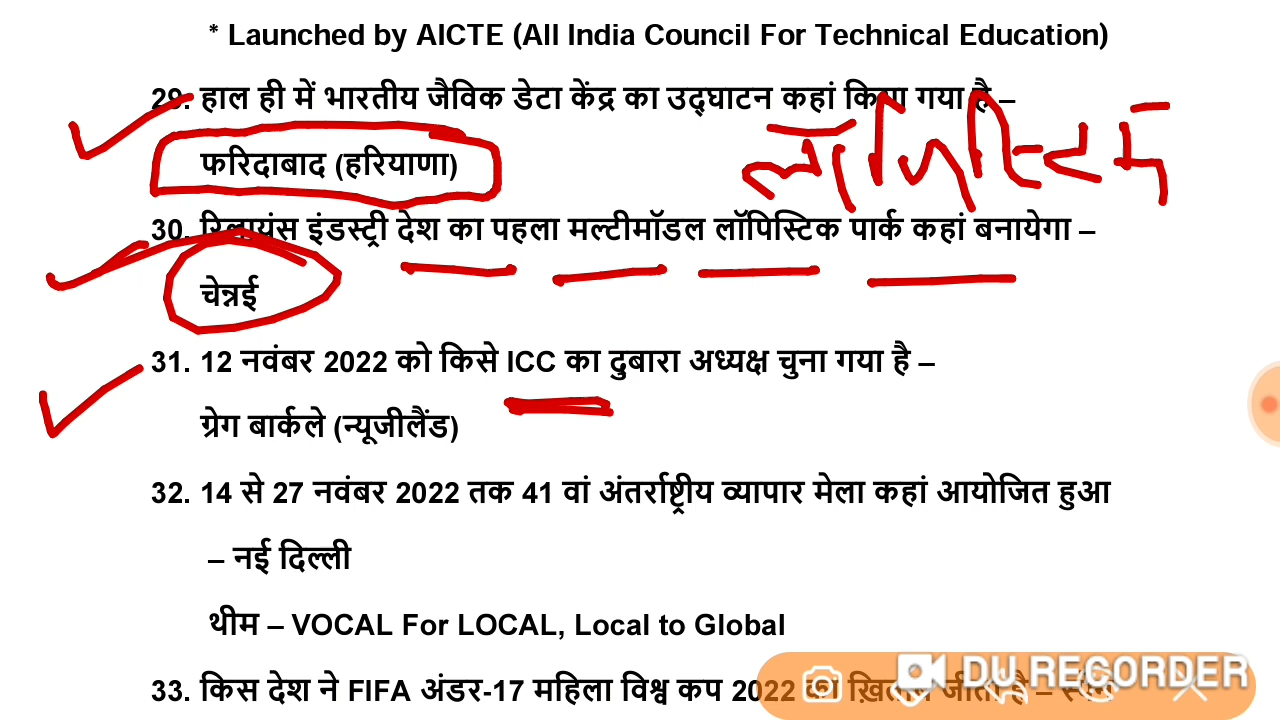 * Launched by AICTE (All India Council For Technical Education)
29. हाल ही में भारतीय जैविक डेटा केंद्र का उद्घाटन कहां किया गया है –
फरिदाबाद (हरियाणा)
लॉजिस्टिक
30. रिलायंस इंडस्ट्री देश का पहला मल्टीमॉडल लॉपिस्टिक पार्क कहां बनायेगा –
चेन्नई
31. 12 नवंबर 2022 को किसे ICC का दुबारा अध्यक्ष चुना गया है –
ग्रेग बार्कले (न्यूजीलैंड)
32. 14 से 27 नवंबर 2022 तक 41 वां अंतर्राष्ट्रीय व्यापार मेला कहां आयोजित हुआ
– नई दिल्ली
थीम – VOCAL For LOCAL, Local to Global
33. किस देश ने FIFA अंडर-17 महिला विश्व कप 2022 का ख़िताब जीता है –
DU RECORDER